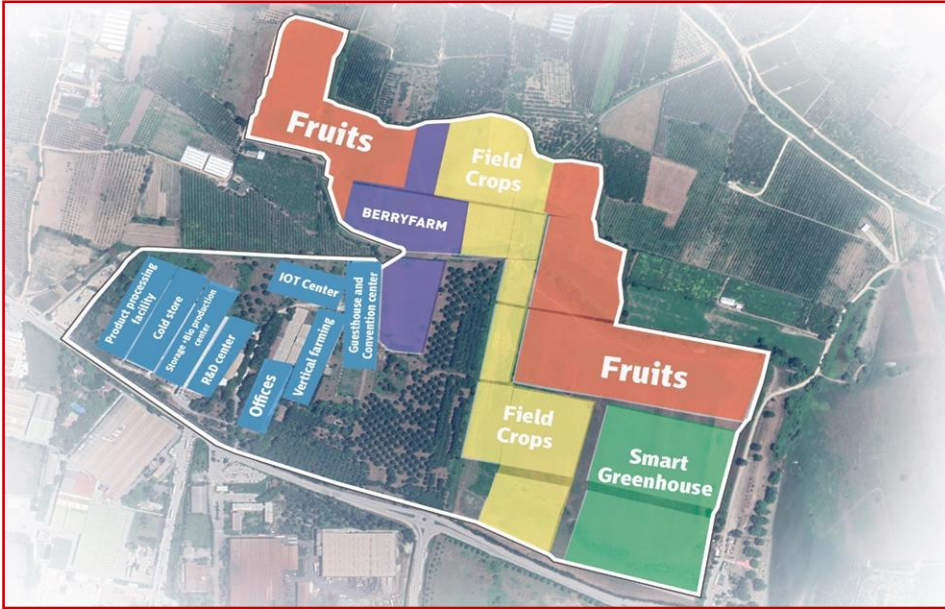 Fruits
Field
Crops
BERRYFARM
Product processing
facility
Cold store
Storage +Bio production
center
R&D center
IOT Center
Guesthouse and
Convention center
Offices
Vertical farming
Fruits
Field
Crops
Smart
Greenhouse